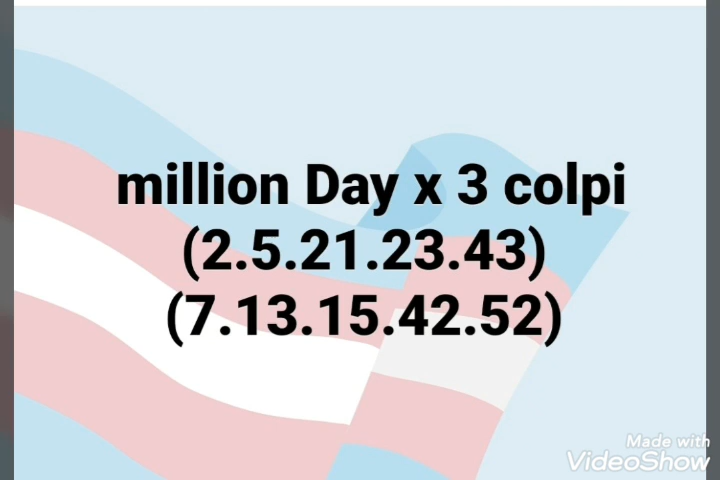 million Day x 3 colpi
(2.5.21.23.43)
(7.13.15.42.52)
Made with
VideoShow